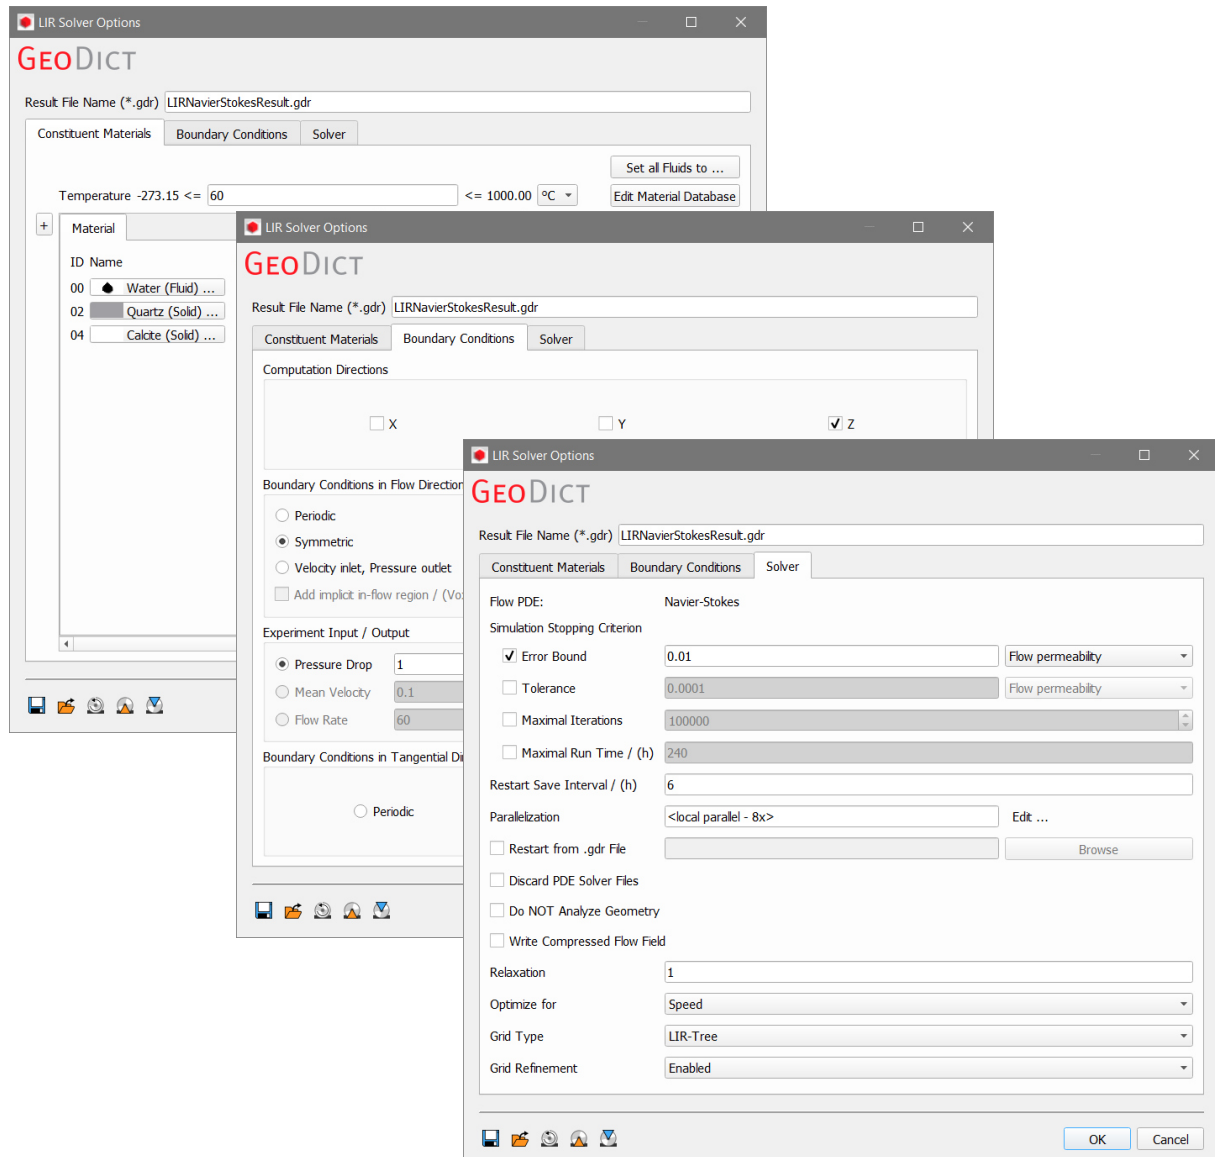 LIR Solver Options
GEODICT
Result File Name (*.gdr) LIRNavierStokesResult.gdr
Constituent Materials Boundary Conditions Solver
Set all Fluids to ...
Temperature -273.15 <= 60 <= 1000.00 ºC Edit Material Database
+ Material
ID Name
00 Water (Fluid) ...
02 Quartz (Solid) ...
04 Calcite (Solid) ...
LIR Solver Options
GEODICT
Result File Name (*.gdr) LIRNavierStokesResult.gdr
Constituent Materials Boundary Conditions Solver
Computation Directions
X Y Z
Boundary Conditions in Flow Direction
Periodic
Symmetric
Velocity inlet, Pressure outlet
Add implicit in-flow region / (Vo
Experiment Input / Output
Pressure Drop 1
Mean Velocity 0.1
Flow Rate 60
Boundary Conditions in Tangential Di
Periodic
LIR Solver Options
GEODICT
Result File Name (*.gdr) LIRNavierStokesResult.gdr
Constituent Materials Boundary Conditions Solver
Flow PDE: Navier-Stokes
Simulation Stopping Criterion
Error Bound 0.01 Flow permeability
Tolerance 0.0001 Flow permeability
Maximal Iterations 100000
Maximal Run Time / (h) 240
Restart Save Interval / (h) 6
Parallelization <local parallel - 8x> Edit ...
Restart from .gdr File Browse
Discard PDE Solver Files
Do NOT Analyze Geometry
Write Compressed Flow Field
Relaxation 1
Optimize for Speed
Grid Type LIR-Tree
Grid Refinement Enabled
OK Cancel